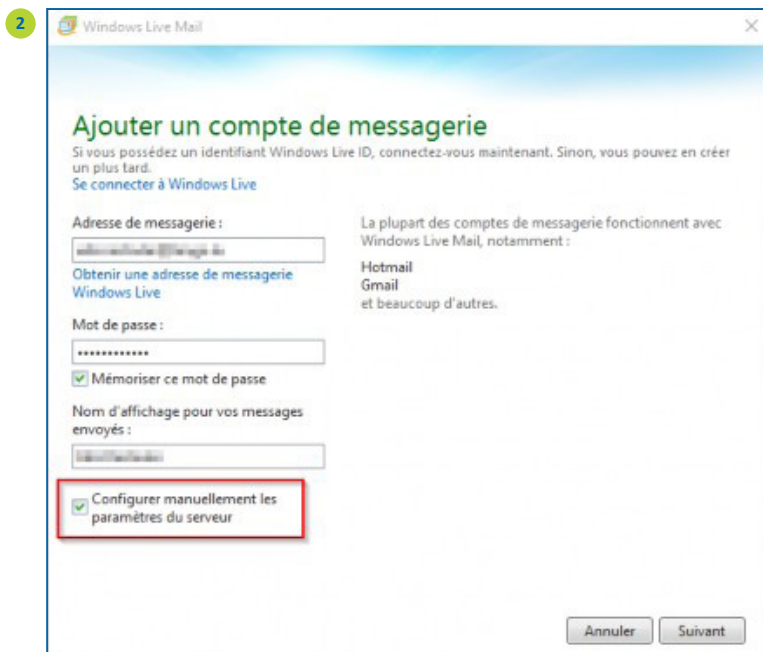 2
Windows Live Mail
Ajouter un compte de messagerie
Si vous possédez un identifiant Windows Live ID, connectez-vous maintenant. Sinon, vous pouvez en créer
un plus tard.
Se connecter à Windows Live
Adresse de messagerie :
Obtenir une adresse de messagerie
Windows Live
Mot de passe :
••••••••••••
Mémoriser ce mot de passe
Nom d'affichage pour vos messages
envoyés :
Configurer manuellement les
paramètres du serveur
La plupart des comptes de messagerie fonctionnent avec
Windows Live Mail, notamment :
Hotmail
Gmail
et beaucoup d'autres.
Annuler
Suivant